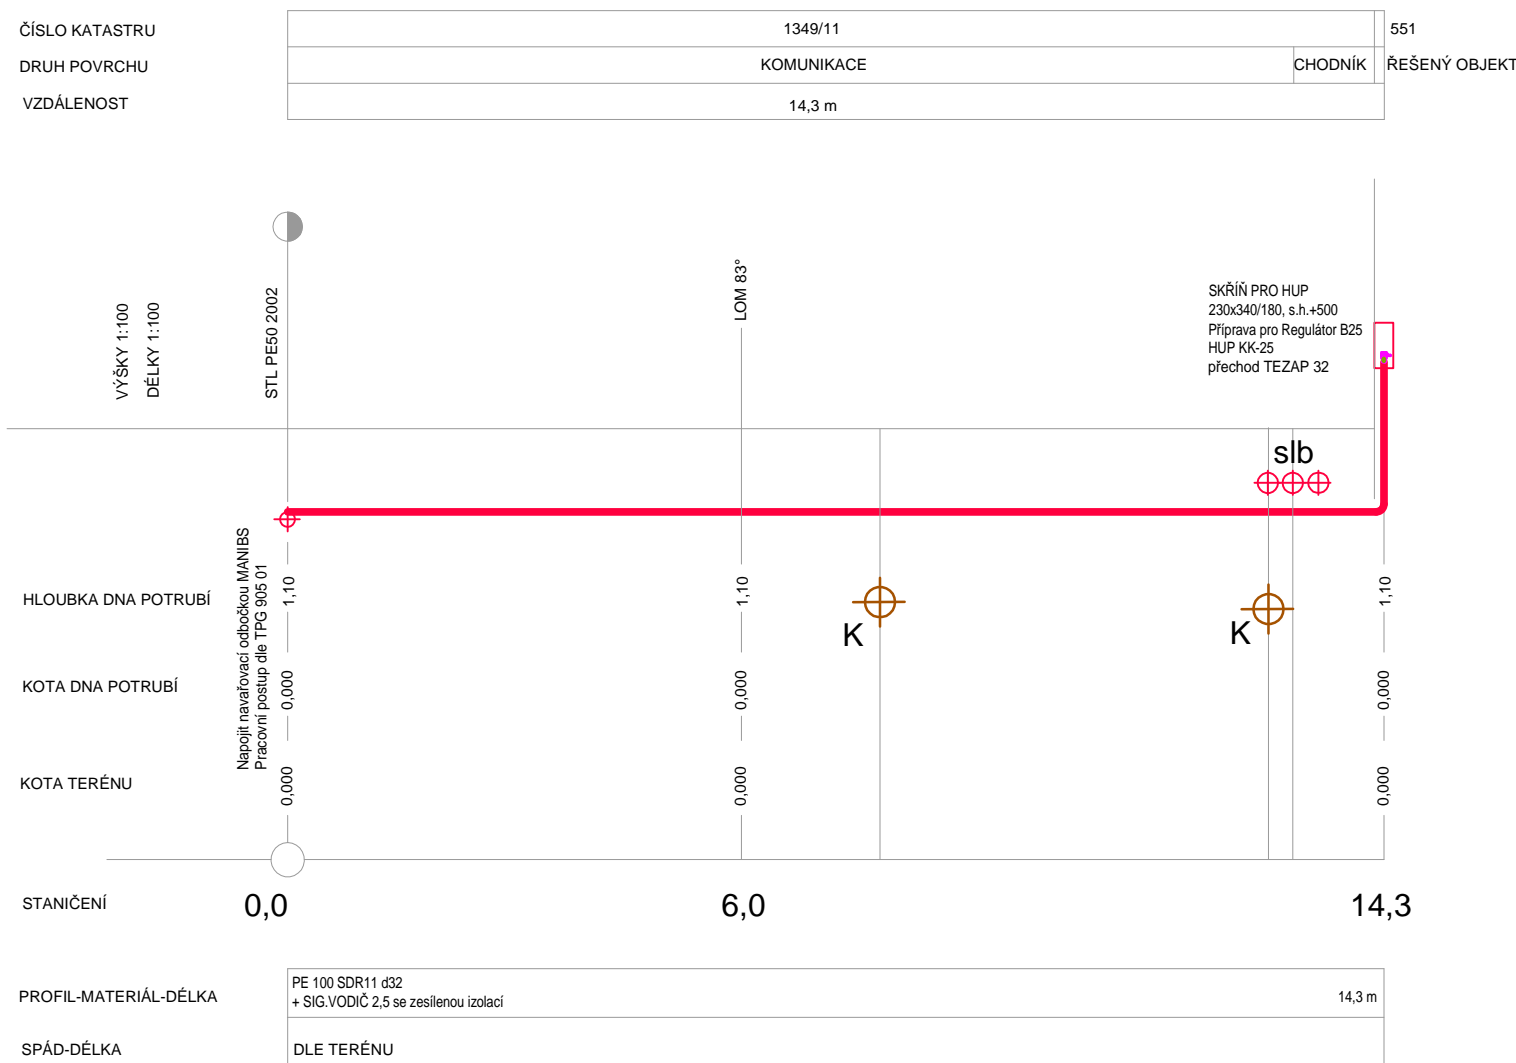 ČÍSLO KATASTRU
1349/11
551
DRUH POVRCHU
KOMUNIKACE
CHODNÍK
ŘEŠENÝ OBJEKT
VZDÁLENOST
14,3 m
VÝŠKY 1:100
DÉLKY 1:100
STL PE50 2002
LOM 83°
SKŘÍŇ PRO HUP
230x340/180, s.h.+500
Příprava pro Regulátor B25
HUP KK-25
přechod TEZAP 32
slb
Napojit navařovací odbočkou MANIBS
Pracovní postup dle TPG 905 01
HLOUBKA DNA POTRUBÍ
1,10
1,10
1,10
K
K
KOTA DNA POTRUBÍ
0,000
0,000
0,000
KOTA TERÉNU
0,000
0,000
0,000
STANIČENÍ
0,0
6,0
14,3
PROFIL-MATERIÁL-DÉLKA
PE 100 SDR11 d32
+ SIG.VODIČ 2,5 se zesílenou izolací
14,3 m
SPÁD-DÉLKA
DLE TERÉNU